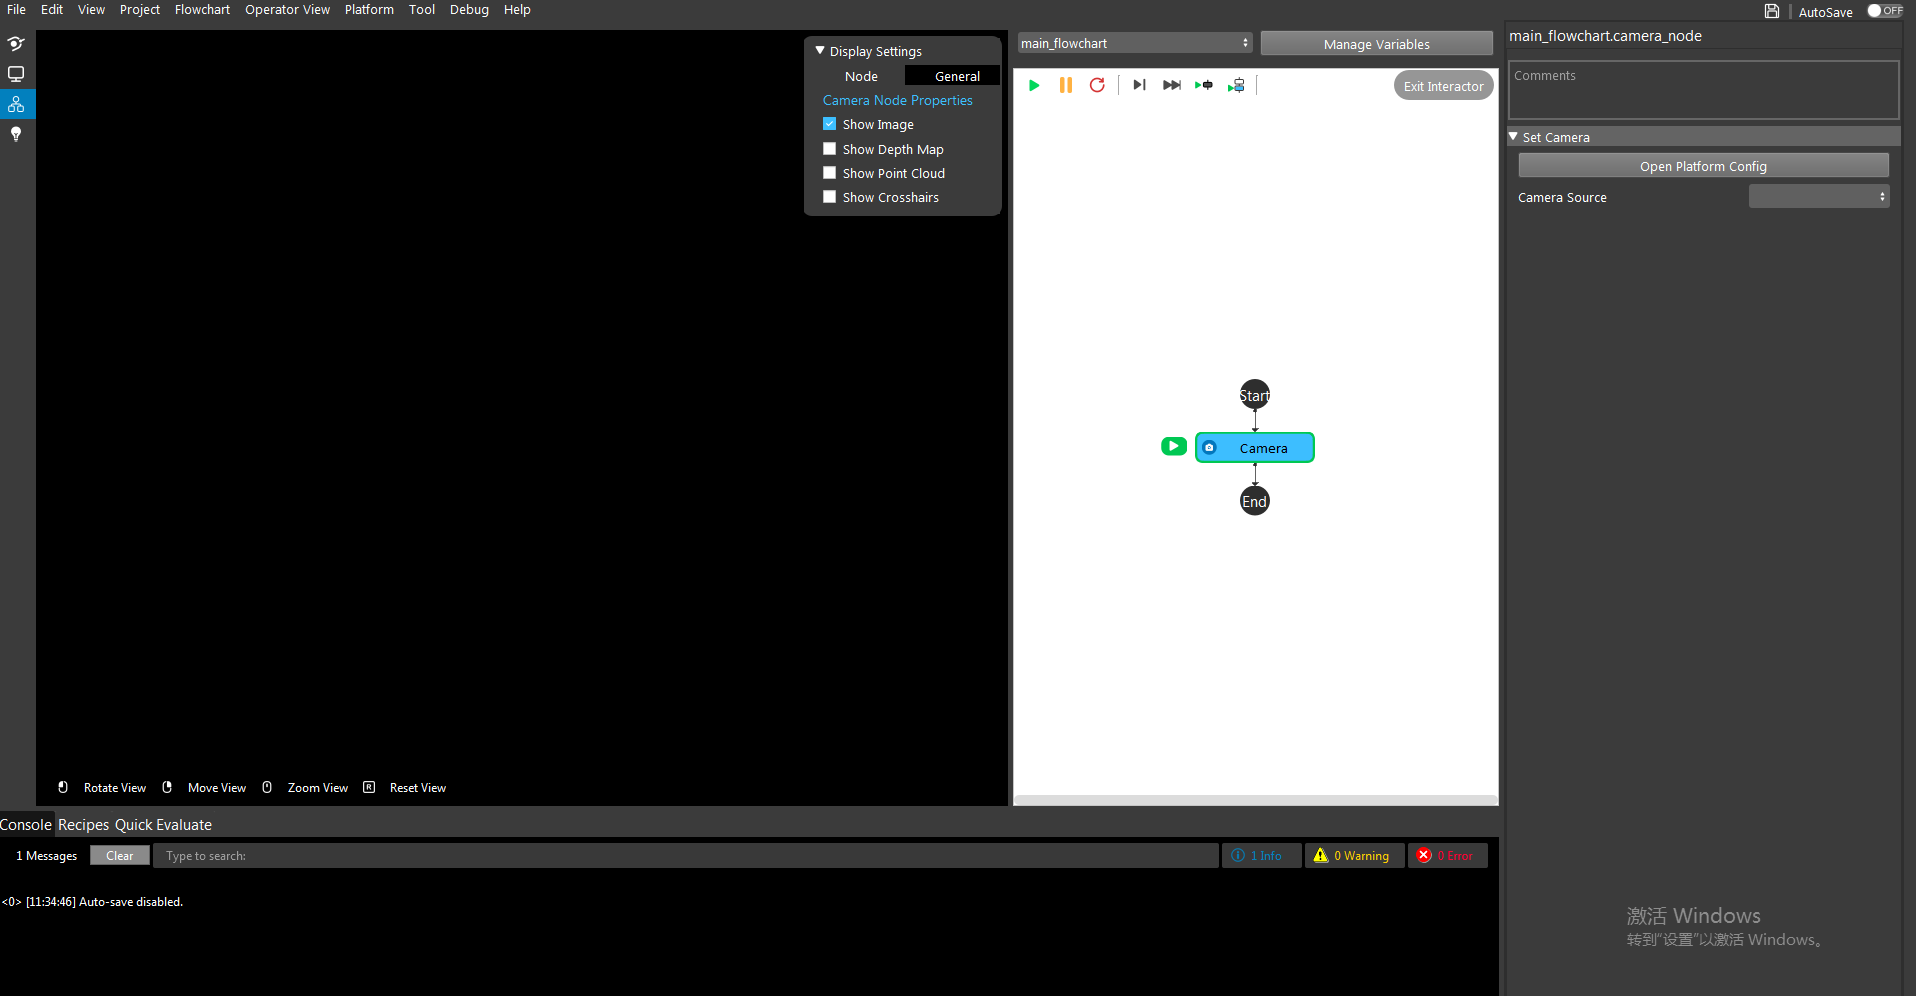 File Edit View Project Flowchart Operator View Platform Tool Debug Help
AutoSave OFF
Display Settings
Node General
Camera Node Properties
Show Image
Show Depth Map
Show Point Cloud
Show Crosshairs
Rotate View Move View Zoom View R Reset View
main_flowchart Manage Variables
Exit Interactor
Start
Camera
End
main_flowchart.camera_node
Comments
Set Camera
Open Platform Config
Camera Source
Console Recipes Quick Evaluate
1 Messages Clear Type to search: 1 Info 0 Warning 0 Error
<0> [11:34:46] Auto-save disabled.
激活 Windows
转到“设置”以激活 Windows。